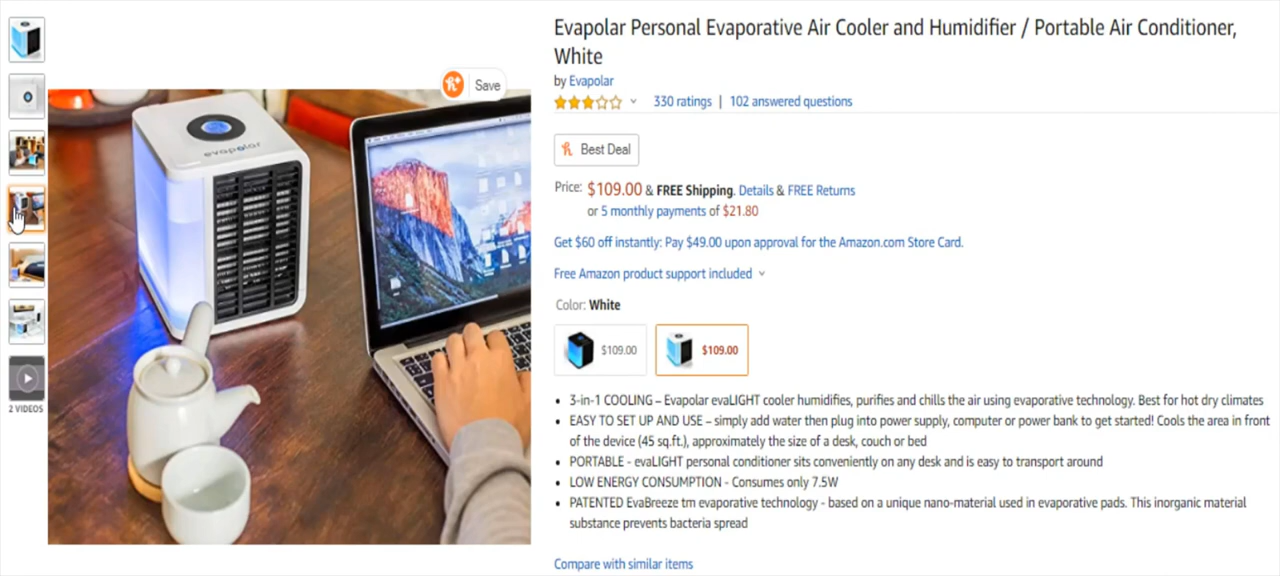 Evapolar Personal Evaporative Air Cooler and Humidifier / Portable Air Conditioner,
White
by Evapolar
330 ratings | 102 answered questions
Save
Best Deal
evapolar
Price: $109.00 & FREE Shipping. Details & FREE Returns
or 5 monthly payments of $21.80
Get $60 off instantly: Pay $49.00 upon approval for the Amazon.com Store Card.
Free Amazon product support included
Color: White
$109.00
$109.00
2 VIDEOS
• 3-in-1 COOLING – Evapolar evaLIGHT cooler humidifies, purifies and chills the air using evaporative technology. Best for hot dry climates
• EASY TO SET UP AND USE – simply add water then plug into power supply, computer or power bank to get started! Cools the area in front
of the device (45 sq.ft.), approximately the size of a desk, couch or bed
• PORTABLE - evaLIGHT personal conditioner sits conveniently on any desk and is easy to transport around
• LOW ENERGY CONSUMPTION - Consumes only 7.5W
• PATENTED EvaBreeze tm evaporative technology - based on a unique nano-material used in evaporative pads. This inorganic material
substance prevents bacteria spread
Compare with similar items